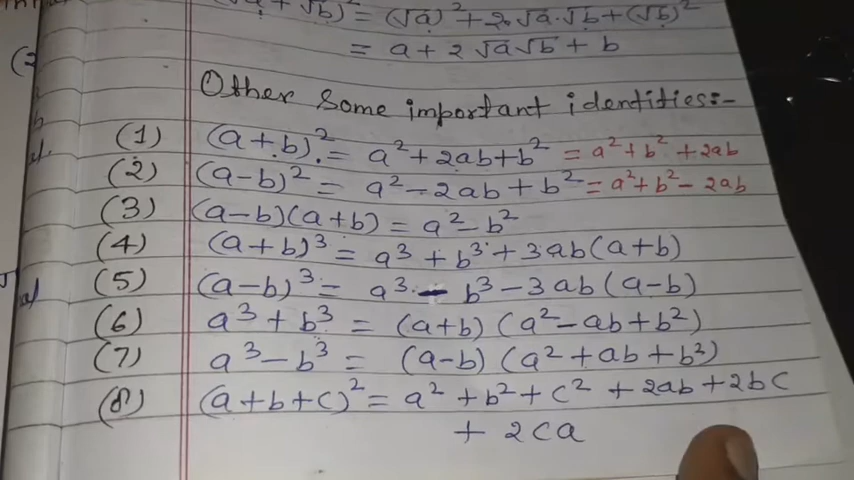 (√a + √b)² = (√a)² + 2√a.√b + (√b)²
= a + 2√a√b + b
Other some important identities:-
(1) (a+b)² = a² + 2ab + b² = a² + b² + 2ab
(2) (a-b)² = a² - 2ab + b² = a² + b² - 2ab
(3) (a-b)(a+b) = a² - b²
(4) (a+b)³ = a³ + b³ + 3ab(a+b)
(5) (a-b)³ = a³ - b³ - 3ab(a-b)
(6) a³ + b³ = (a+b)(a² - ab + b²)
(7) a³ - b³ = (a-b)(a² + ab + b²)
(8) (a+b+c)² = a² + b² + c² + 2ab + 2bc
+ 2ca